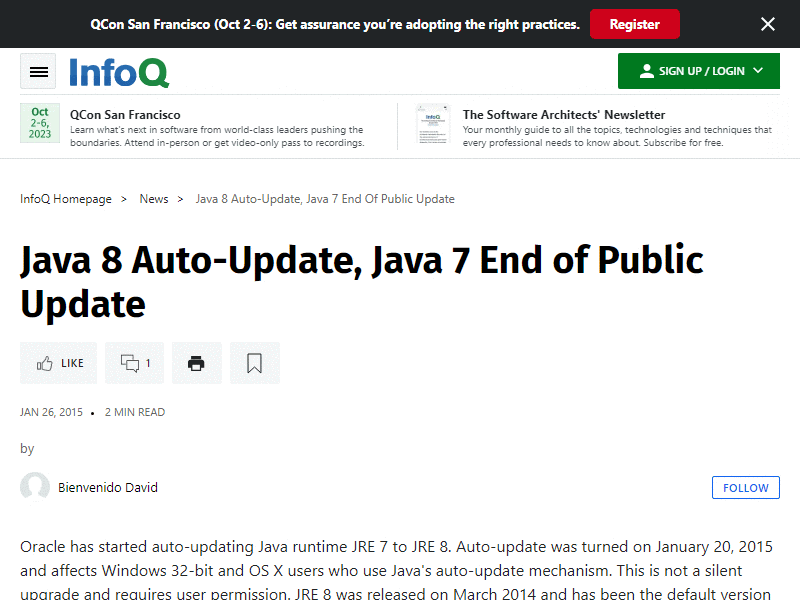 QCon San Francisco (Oct 2-6): Get assurance you're adopting the right practices.
Register
InfoQ
SIGN UP / LOGIN
Oct
2-6,
2023
QCon San Francisco
Learn what's next in software from world-class leaders pushing the
boundaries. Attend in-person or get video-only pass to recordings.
The Software Architects' Newsletter
Your monthly guide to all the topics, technologies and techniques that
every professional needs to know about. Subscribe for free.
InfoQ Homepage > News > Java 8 Auto-Update, Java 7 End Of Public Update
Java 8 Auto-Update, Java 7 End of Public
Update
LIKE
1
JAN 26, 2015 • 2 MIN READ
by
Bienvenido David
FOLLOW
Oracle has started auto-updating Java runtime JRE 7 to JRE 8. Auto-update was turned on January 20, 2015
and affects Windows 32-bit and OS X users who use Java's auto-update mechanism. This is not a silent
upgrade and requires user permission. JRE 8 was released on March 2014 and has been the default version